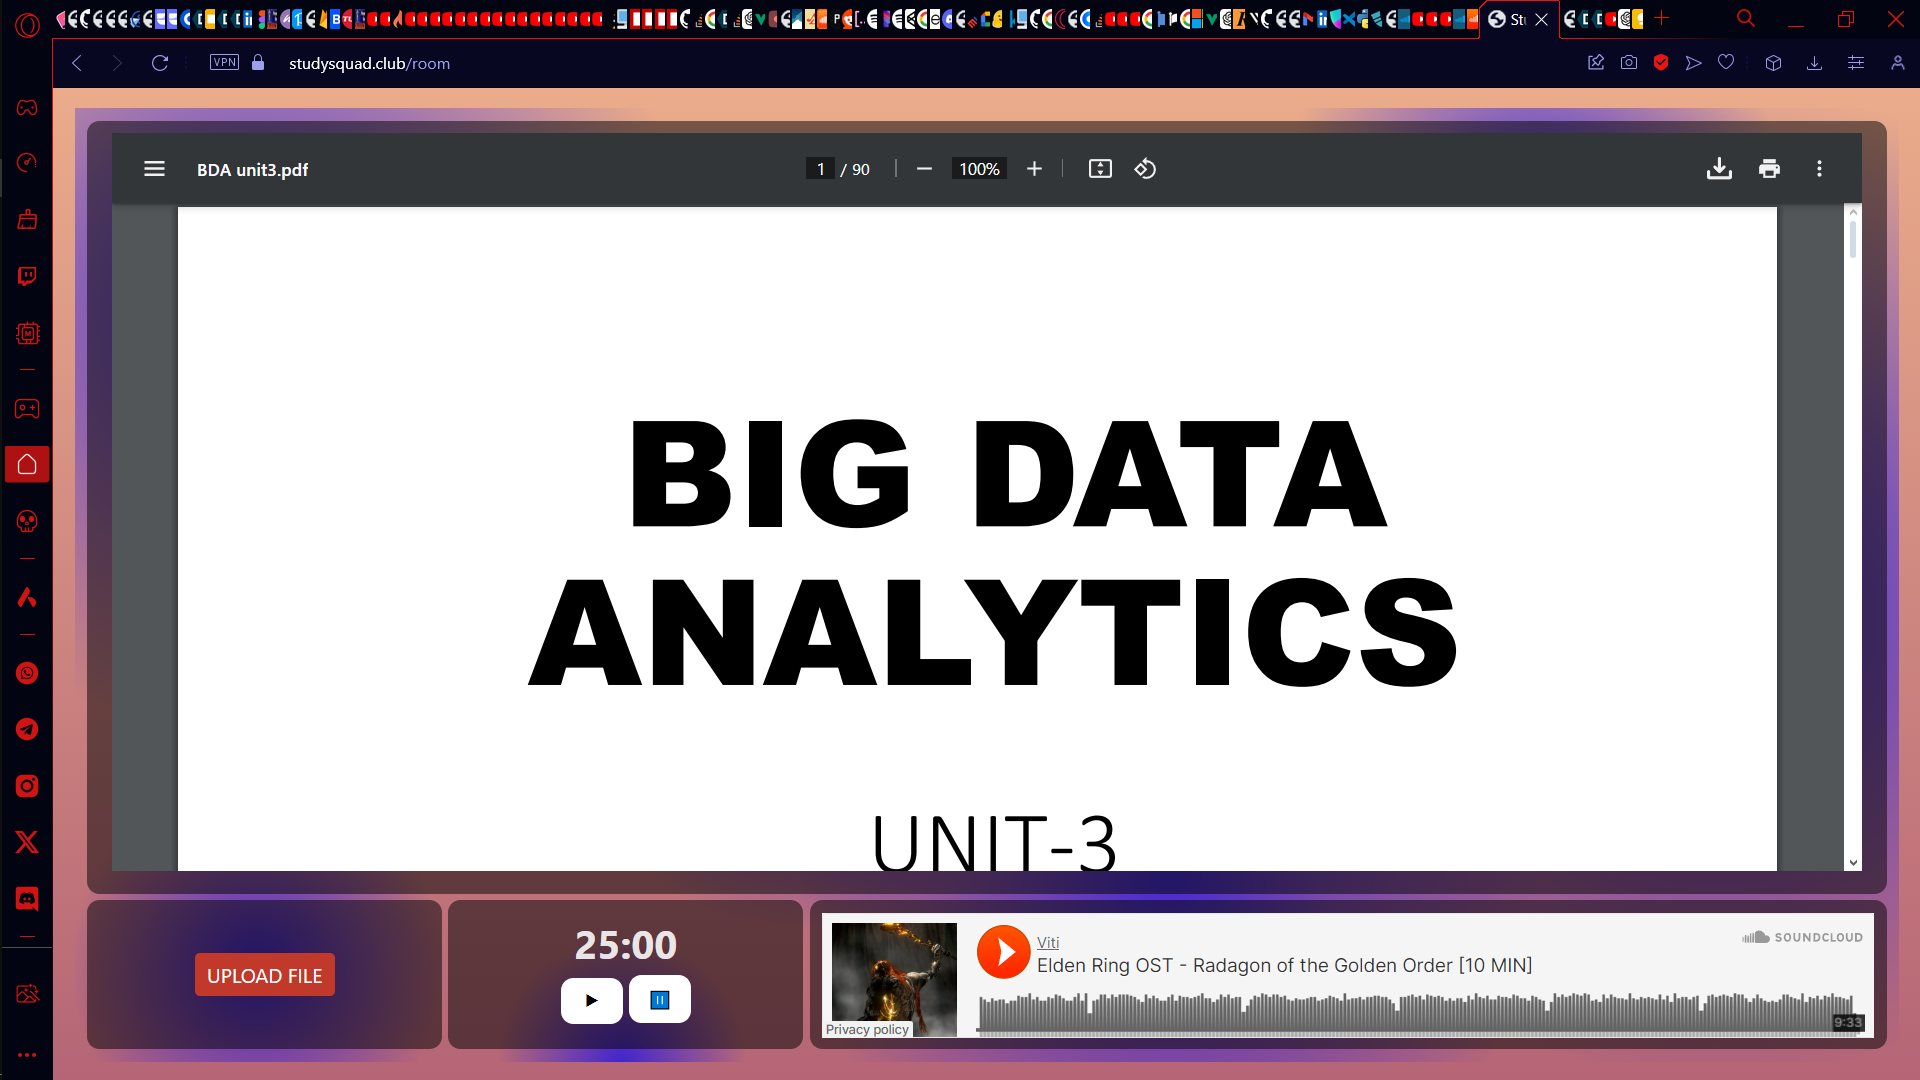 St
VPN
studysquad.club/room
BDA unit3.pdf
1 / 90
100%
BIG DATA
ANALYTICS
UNIT-3
UPLOAD FILE
25:00
Viti
SOUNDCLOUD
Elden Ring OST - Radagon of the Golden Order [10 MIN]
Privacy policy
9:33